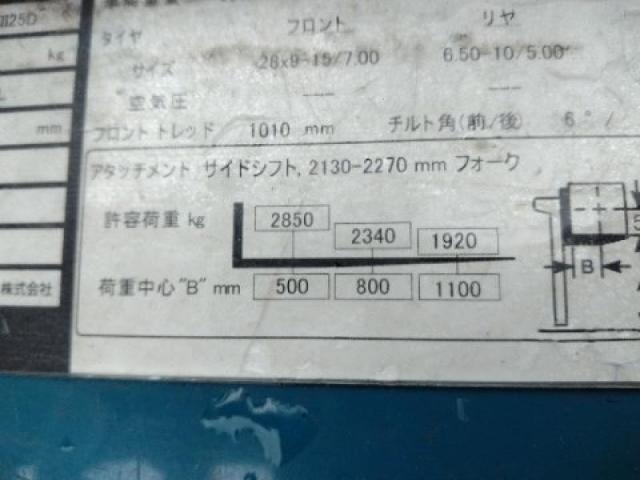 25D
フロント リヤ
タイヤ
kg
サイズ 28x9-15/7.00 6.50-10/5.00
空気圧 --- ---
mm
フロント トレッド 1010 mm チルト角(前/後) 6°/
アタッチメント サイドシフト, 2130-2270 mm フォーク
許容荷重 kg 2850 2340 1920
B
株式会社
荷重中心"B" mm 500 800 1100